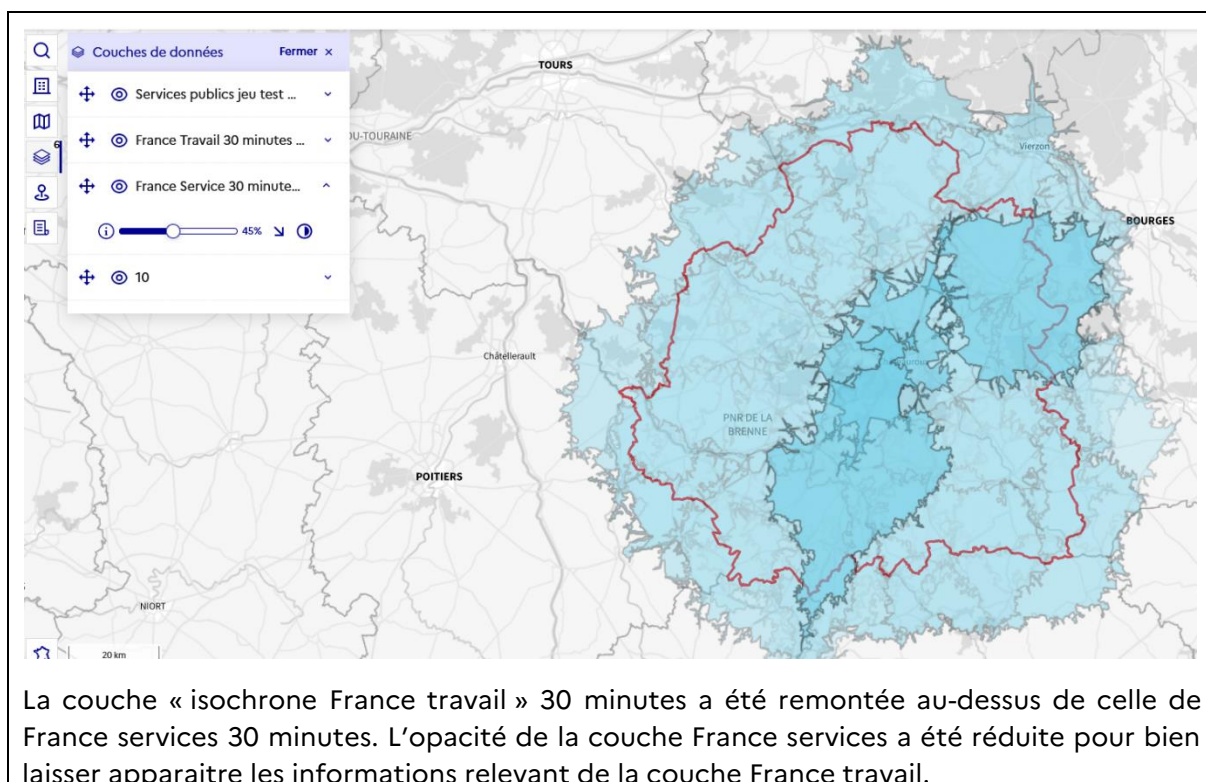 Couches de données Fermer ×
Services publics jeu test ...
France Travail 30 minutes ...
6
France Service 30 minute...
45%
10
TOURS
OU-TOURAINE
Vierzon
BOURGES
Châtellerault
PNR DE LA
BRENNE
POITIERS
NIORT
20 km
La couche « isochrone France travail » 30 minutes a été remontée au-dessus de celle de
France services 30 minutes. L'opacité de la couche France services a été réduite pour bien
laisser apparaitre les informations relevant de la couche France travail.